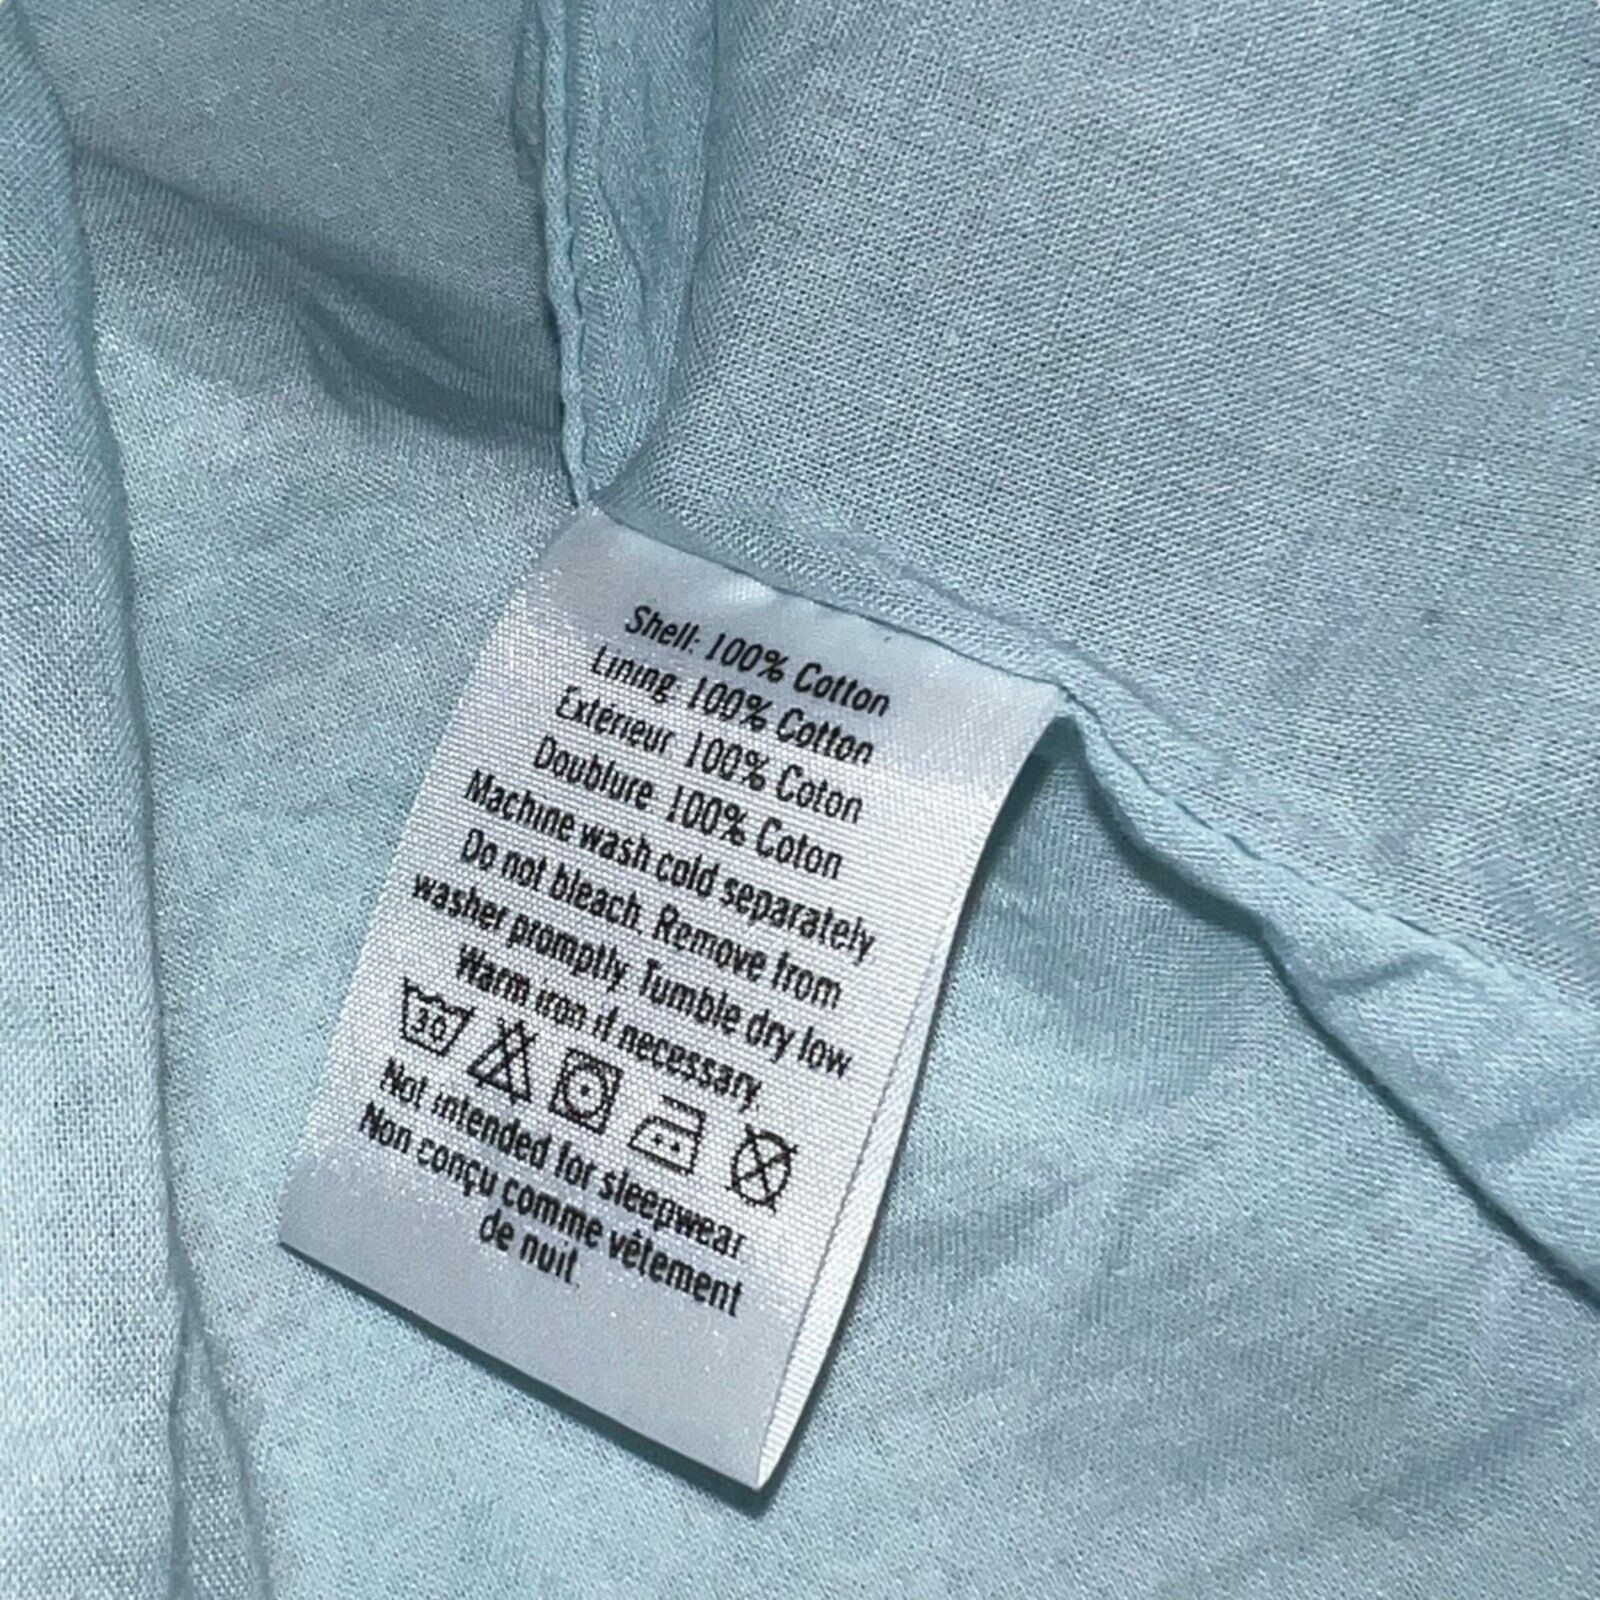 Shell: 100% Cotton
Lining: 100% Cotton
Extérieur 100% Coton
Doublure 100% Coton
Machine wash cold separately
Do not bleach. Remove from
washer promptly. Tumble dry low
Warm iron if necessary.
30
Not intended for sleepwear
Non conçu comme vêtement
de nuit.